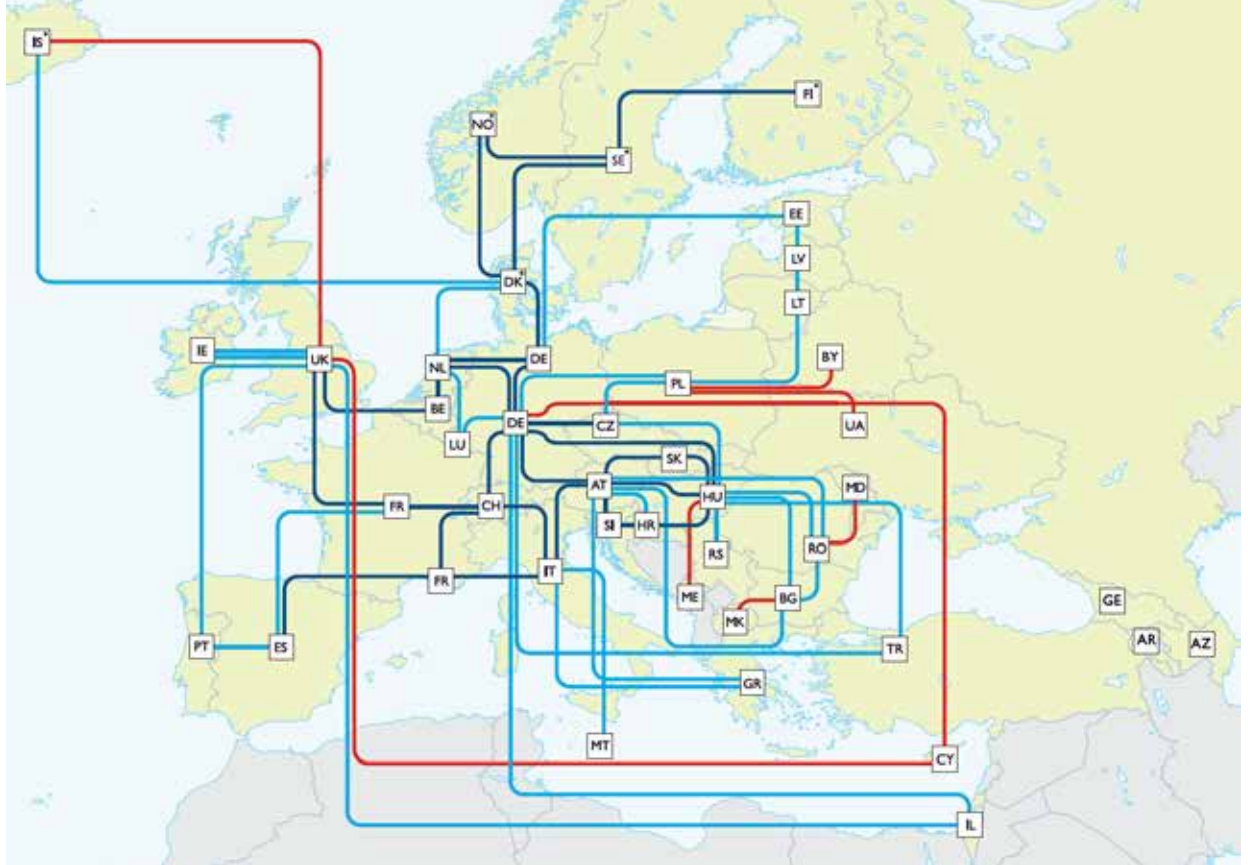 IS*
FI*
NO*
SE*
EE
LV
DK*
LT
IE
UK
NL
DE
BY
PL
BE
DE
CZ
UA
LU
SK
AT
HU
MD
FR
CH
SI
HR
RS
RO
IT
FR
ME
BG
MK
GE
PT
ES
TR
AR
AZ
GR
MT
CY
IL